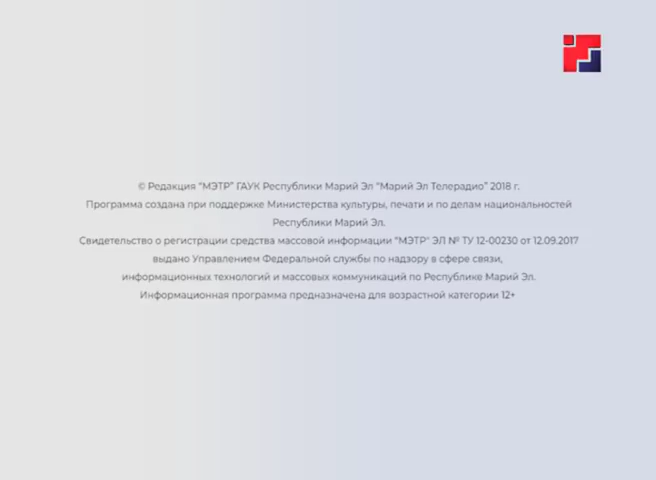 © Редакция "МЭТР" ГАУК Республики Марий Эл "Марий Эл Телерадио" 2018 г.
Программа создана при поддержке Министерства культуры, печати и по делам национальностей
Республики Марий Эл.
Свидетельство о регистрации средства массовой информации "МЭТР" ЭЛ № ТУ 12-00230 от 12.09.2017
выдано Управлением Федеральной службы по надзору в сфере связи,
информационных технологий и массовых коммуникаций по Республике Марий Эл.
Информационная программа предназначена для возрастной категории 12+